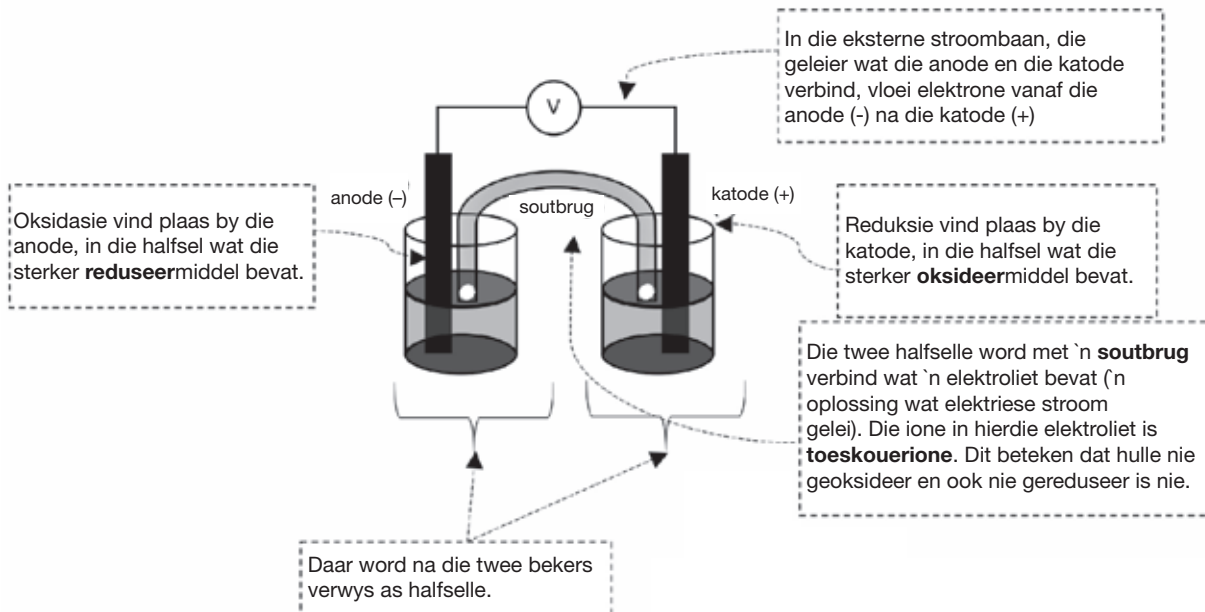 In die eksterne stroombaan, die
geleier wat die anode en die katode
verbind, vloei elektrone vanaf die
anode (-) na die katode (+)
V
anode (–)
soutbrug
katode (+)
Oksidasie vind plaas by die
anode, in die halfsel wat die
sterker reduseermiddel bevat.
Reduksie vind plaas by die
katode, in die halfsel wat die
sterker oksideermiddel bevat.
Die twee halfselle word met `n soutbrug
verbind wat `n elektroliet bevat (`n
oplossing wat elektriese stroom
gelei). Die ione in hierdie elektroliet is
toeskouerione. Dit beteken dat hulle nie
geoksideer en ook nie gereduseer is nie.
Daar word na die twee bekers
verwys as halfselle.